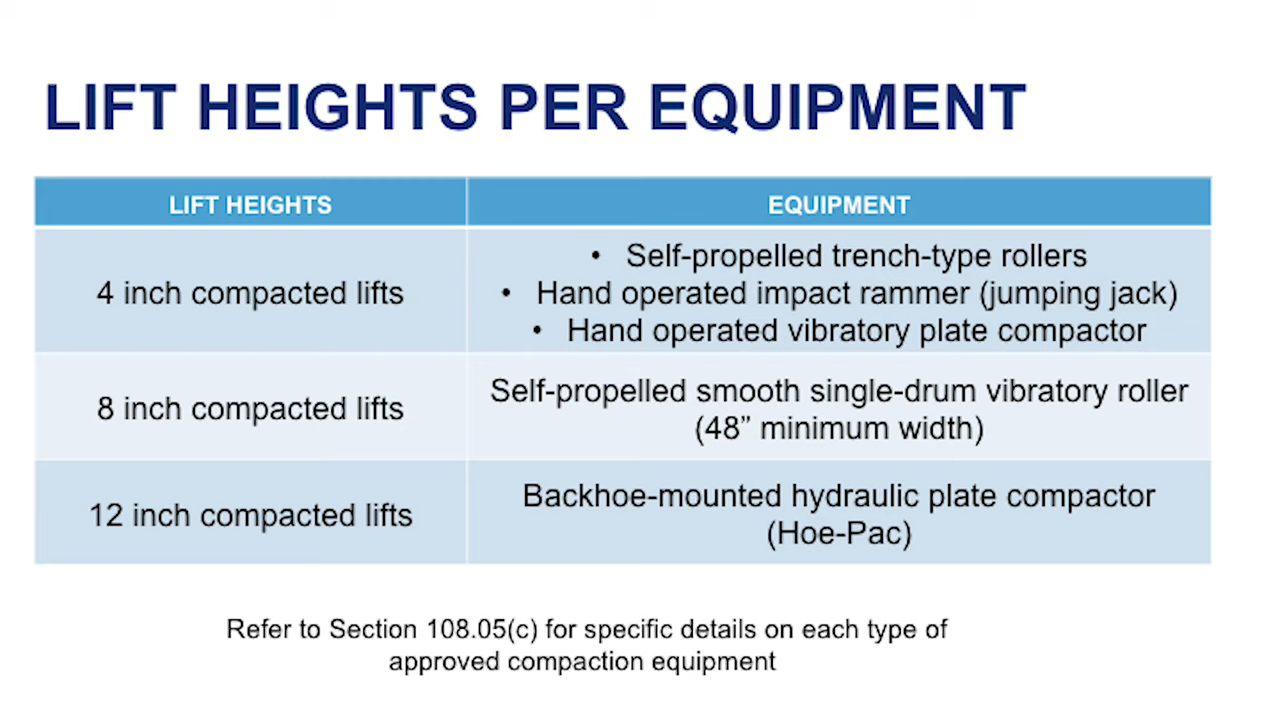 LIFT HEIGHTS PER EQUIPMENT
LIFT HEIGHTS
EQUIPMENT
4 inch compacted lifts
• Self-propelled trench-type rollers
• Hand operated impact rammer (jumping jack)
• Hand operated vibratory plate compactor
8 inch compacted lifts
Self-propelled smooth single-drum vibratory roller
(48” minimum width)
12 inch compacted lifts
Backhoe-mounted hydraulic plate compactor
(Hoe-Pac)
Refer to Section 108.05(c) for specific details on each type of
approved compaction equipment